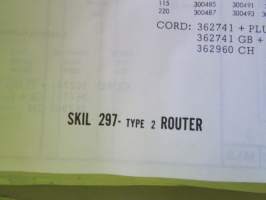 115 300485 300491
220 300487 300493
CORD: 362741 + PLU
362741 GB +
362960 CH
SKIL 297- TYPE 2 ROUTER